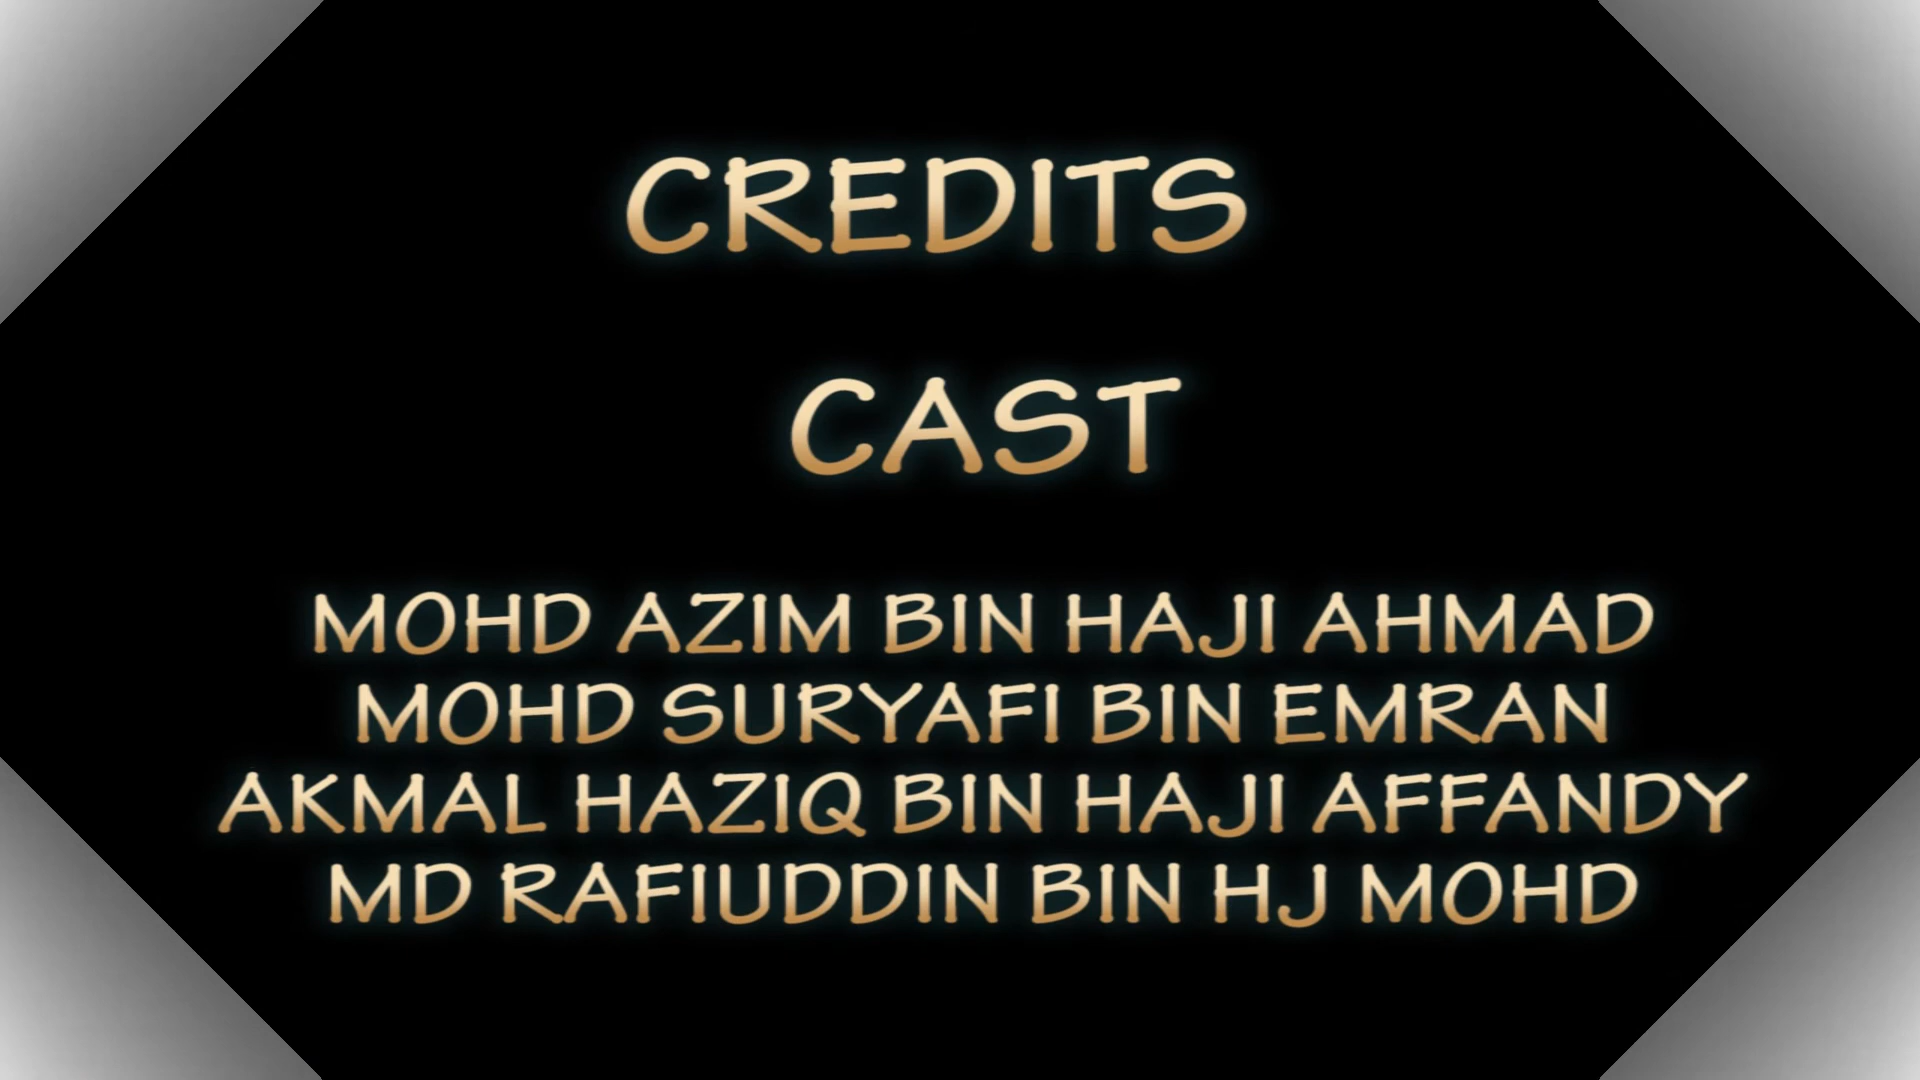 CREDITS
CAST
MOHD AZIM BIN HAJI AHMAD
MOHD SURYAFI BIN EMRAN
AKMAL HAZIQ BIN HAJI AFFANDY
MD RAFIUDDIN BIN HJ MOHD